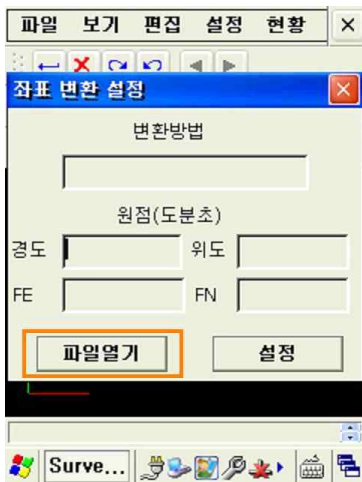 파일 보기 편집 설정 현황
좌표 변환 설정
변환방법
원점(도분초)
경도 위도
FE FN
파일열기 설정
Surve...